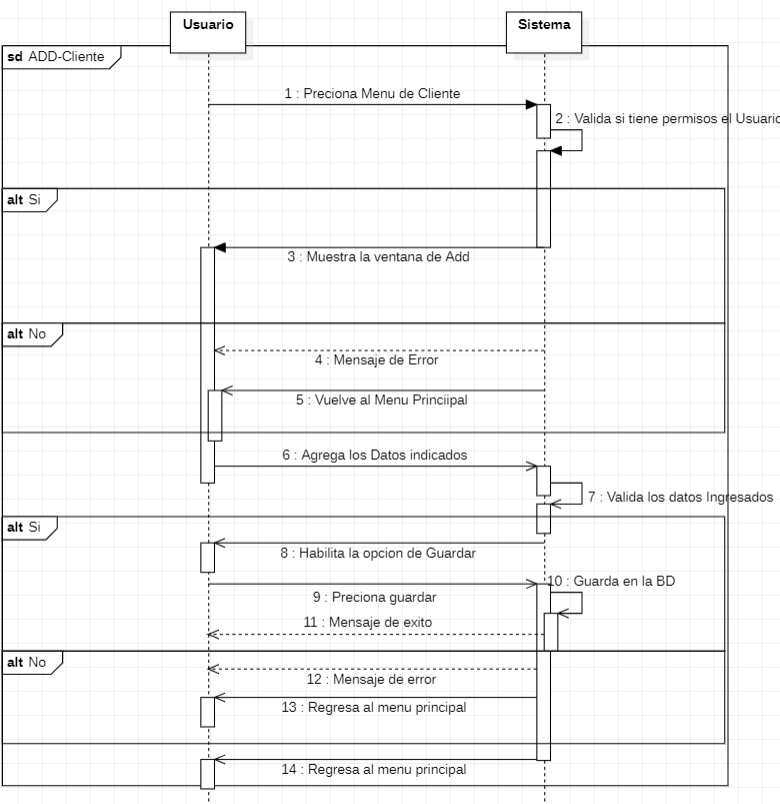 Usuario
Sistema
sd ADD-Cliente
1 : Preciona Menu de Cliente
2 : Valida si tiene permisos el Usuario
alt Si
3 : Muestra la ventana de Add
alt No
4 : Mensaje de Error
5 : Vuelve al Menu Princiipal
6 : Agrega los Datos indicados
7 : Valida los datos Ingresados
alt Si
8 : Habilita la opcion de Guardar
10 : Guarda en la BD
9 : Preciona guardar
11 : Mensaje de exito
alt No
12 : Mensaje de error
13 : Regresa al menu principal
14 : Regresa al menu principal